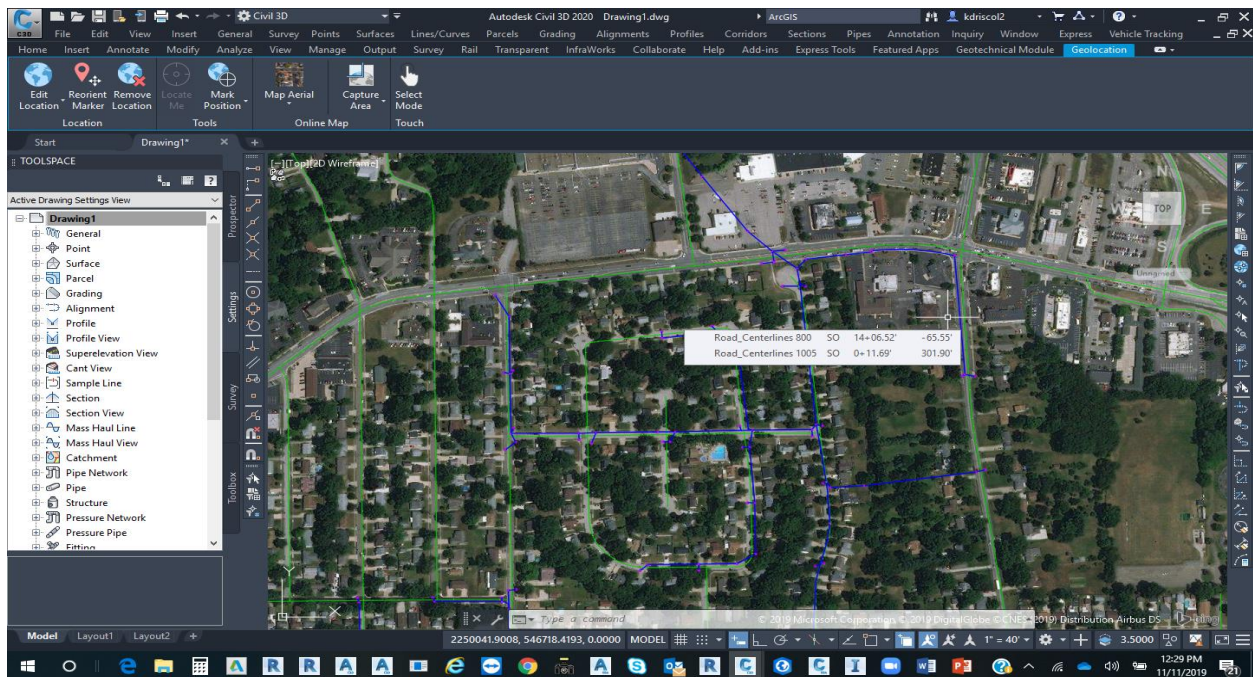 Civil 3D
Autodesk Civil 3D 2020 Drawing1.dwg
ArcGIS
kdriscol2
C3D
File Edit View Insert General Survey Points Surfaces Lines/Curves Parcels Grading Alignments Profiles Corridors Sections Pipes Annotation Inquiry Window Express Vehicle Tracking
Home Insert Annotate Modify Analyze View Manage Output Survey Rail Transparent InfraWorks Collaborate Help Add-ins Express Tools Featured Apps Geotechnical Module Geolocation
Edit Location
Reorient Marker
Remove Location
Locate Me
Mark Position
Map Aerial
Capture Area
Select Mode
Location Tools Online Map Touch
Start Drawing1*
TOOLSPACE
[−][Top][2D Wireframe]
Active Drawing Settings View
Drawing1
General
Point
Surface
Parcel
Grading
Alignment
Profile
Profile View
Superelevation View
Cant View
Sample Line
Section
Section View
Mass Haul Line
Mass Haul View
Catchment
Pipe Network
Pipe
Structure
Pressure Network
Pressure Pipe
Fitting
Prospector
Settings
Survey
Toolbox
N
W TOP E
S
Unnamed
Road_Centerlines 800 SO 14+06.52' -65.55'
Road_Centerlines 1005 SO 0+11.69' 301.90'
Y
X
Type a command
© 2019 Microsoft Corporation © 2019 DigitalGlobe © CNES (2019) Distribution Airbus DS
Model Layout1 Layout2 +
2250041.9008, 546718.4193, 0.0000 MODEL
1" = 40'
3.5000
12:29 PM
11/11/2019
21